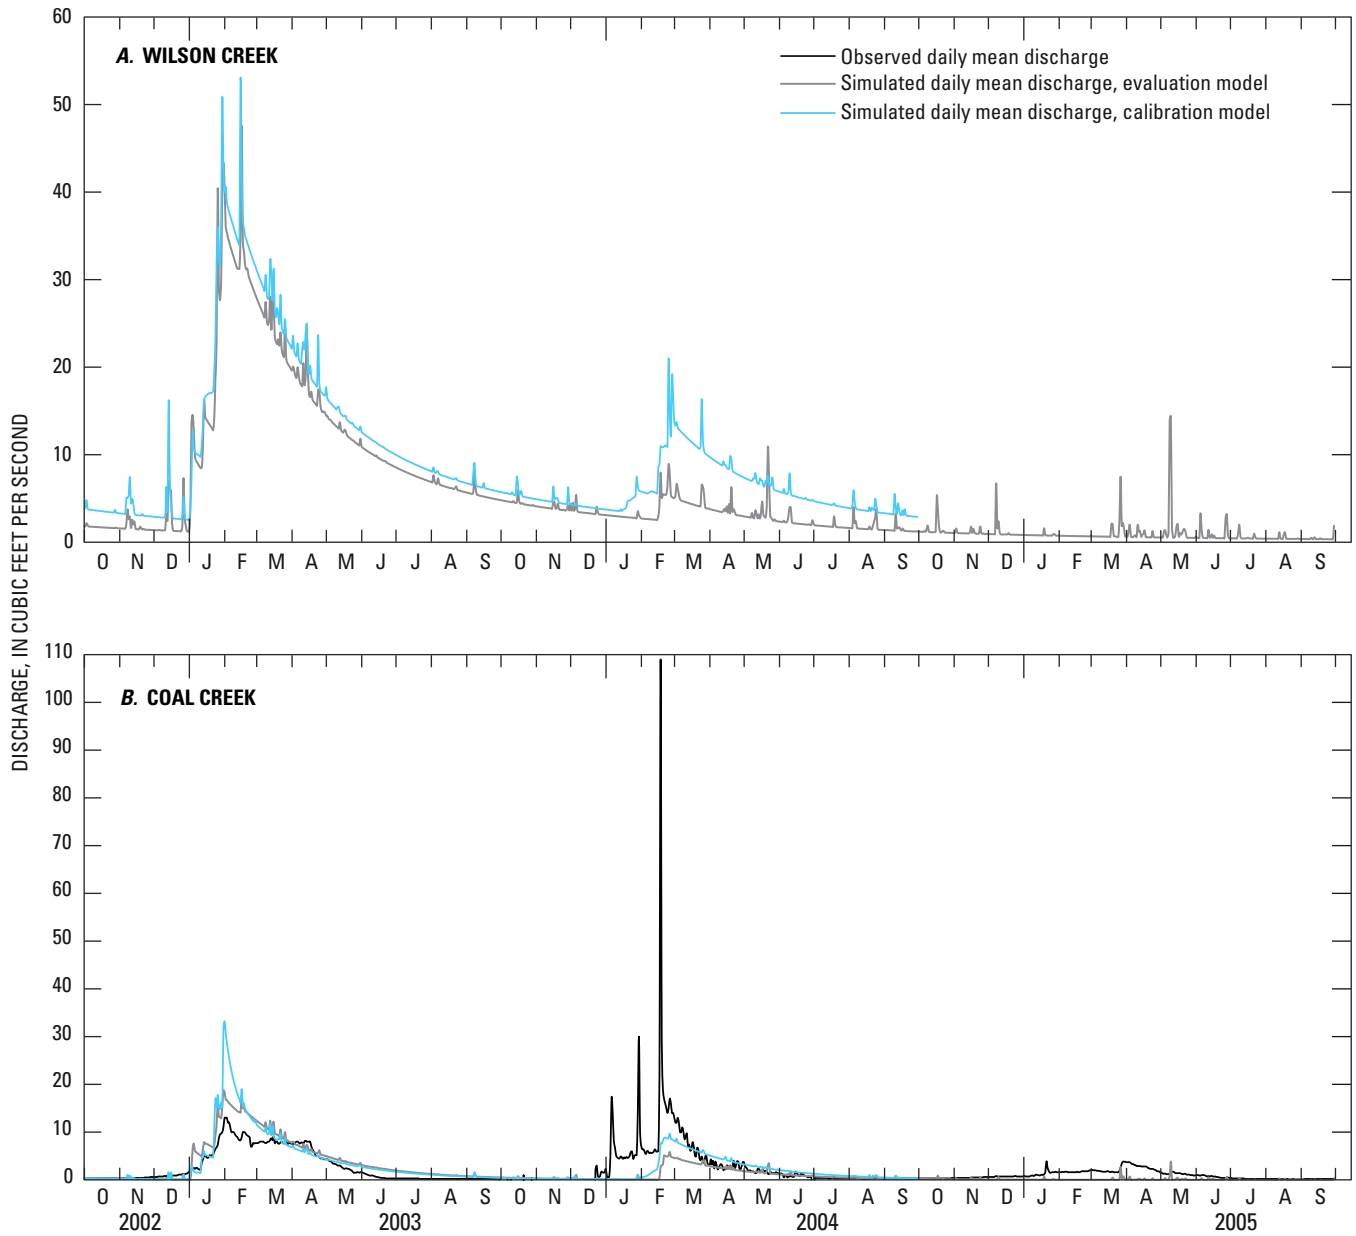 DISCHARGE, IN CUBIC FEET PER SECOND
A. WILSON CREEK
Observed daily mean discharge
Simulated daily mean discharge, evaluation model
Simulated daily mean discharge, calibration model
60
50
40
30
20
10
0
O N D J F M A M J J A S O N D J F M A M J J A S O N D J F M A M J J A S
B. COAL CREEK
110
100
90
80
70
60
50
40
30
20
10
0
O N D J F M A M J J A S O N D J F M A M J J A S O N D J F M A M J J A S
2002 2003 2004 2005